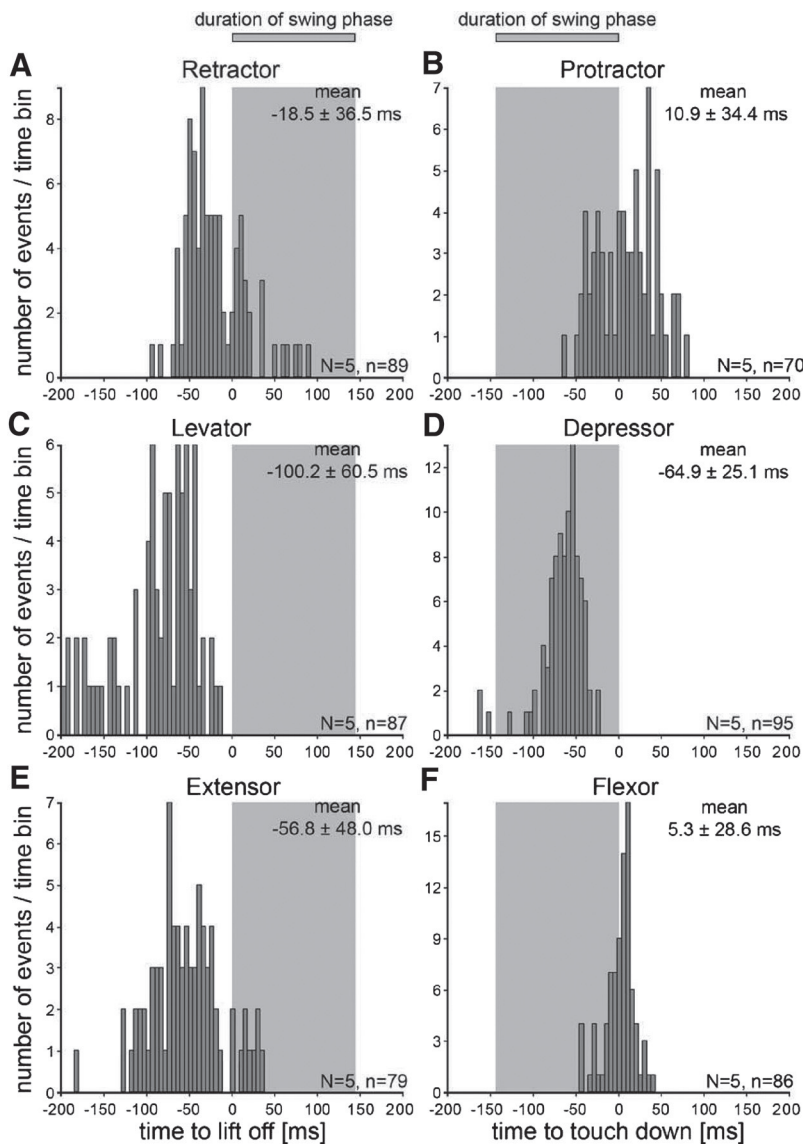 duration of swing phase
duration of swing phase
A
Retractor
mean
-18.5 ± 36.5 ms
number of events / time bin
8
7
6
5
4
3
2
1
0
-200 -150 -100 -50 0 50 100 150 200
N=5, n=89
B
Protractor
mean
10.9 ± 34.4 ms
7
6
5
4
3
2
1
0
-200 -150 -100 -50 0 50 100 150 200
N=5, n=70
C
Levator
mean
-100.2 ± 60.5 ms
number of events / time bin
6
5
4
3
2
1
0
-200 -150 -100 -50 0 50 100 150 200
N=5, n=87
D
Depressor
mean
-64.9 ± 25.1 ms
12
10
8
6
4
2
0
-200 -150 -100 -50 0 50 100 150 200
N=5, n=95
E
Extensor
mean
-56.8 ± 48.0 ms
number of events / time bin
7
6
5
4
3
2
1
0
-200 -150 -100 -50 0 50 100 150 200
N=5, n=79
time to lift off [ms]
F
Flexor
mean
5.3 ± 28.6 ms
15
12
9
6
3
0
-200 -150 -100 -50 0 50 100 150 200
N=5, n=86
time to touch down [ms]